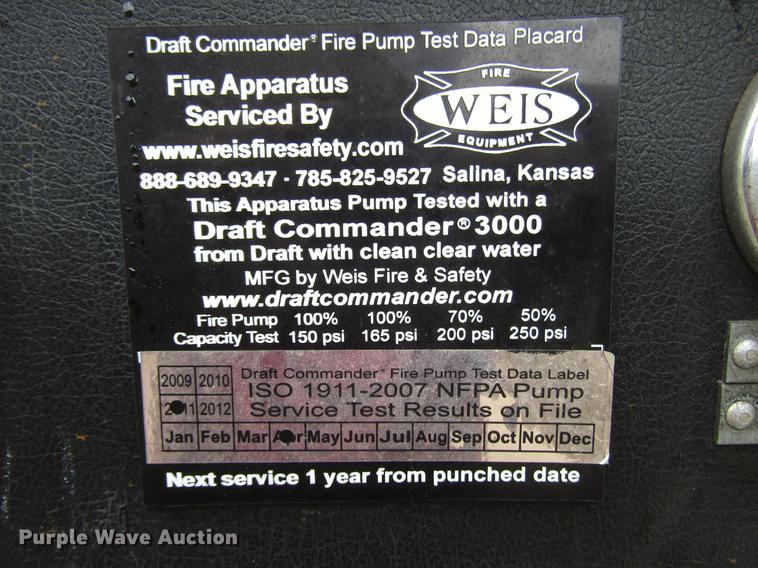 Draft Commander® Fire Pump Test Data Placard
Fire Apparatus
Serviced By
FIRE
WEIS
EQUIPMENT
www.weisfiresafety.com
888-689-9347 · 785-825-9527 Salina, Kansas
This Apparatus Pump Tested with a
Draft Commander® 3000
from Draft with clean clear water
MFG by Weis Fire & Safety
www.draftcommander.com
Fire Pump 100% 100% 70% 50%
Capacity Test 150 psi 165 psi 200 psi 250 psi
Draft Commander® Fire Pump Test Data Label
2009 2010
ISO 1911-2007 NFPA Pump
2011 2012
Service Test Results on File
Jan Feb Mar Apr May Jun Jul Aug Sep Oct Nov Dec
Next service 1 year from punched date
Purple Wave Auction